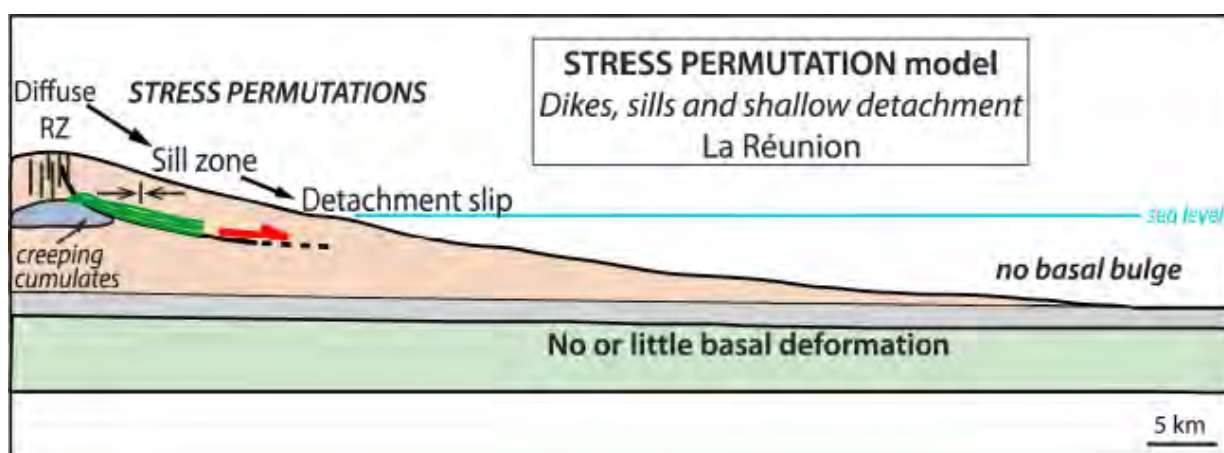 STRESS PERMUTATION model
Dikes, sills and shallow detachment
La Réunion
Diffuse
RZ
STRESS PERMUTATIONS
Sill zone
Detachment slip
sea level
creeping
cumulates
no basal bulge
No or little basal deformation
5 km